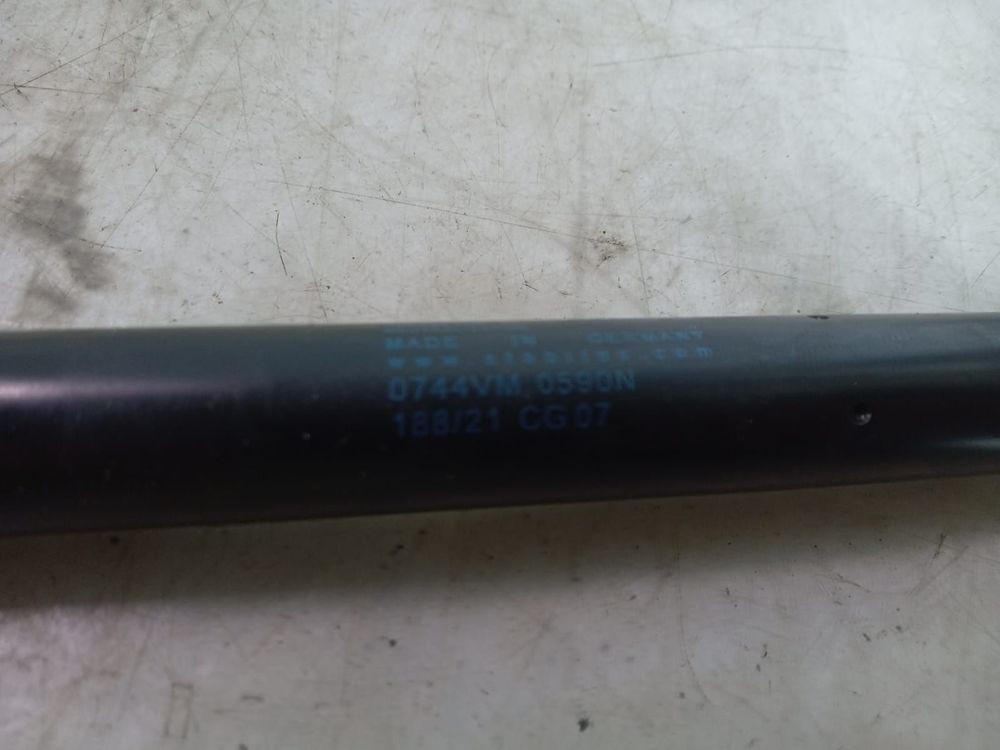 MADE IN GERMANY
www.stabilus.com
0744VM 0590N
188/21 CG 07